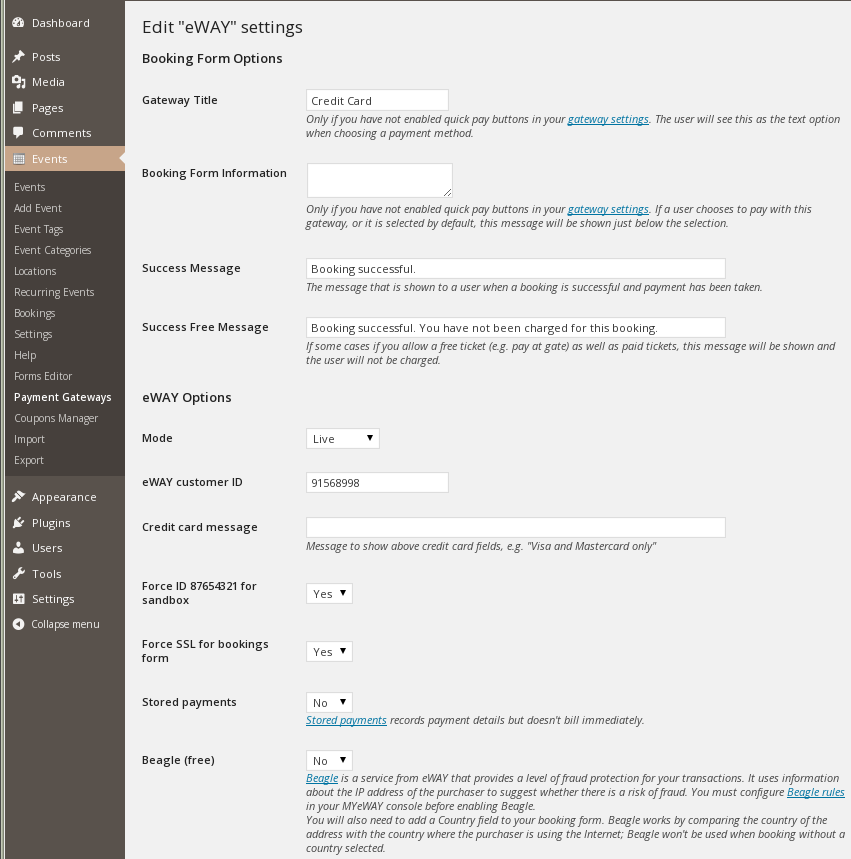 Dashboard
Posts
Media
Pages
Comments
Events
Events
Add Event
Event Tags
Event Categories
Locations
Recurring Events
Bookings
Settings
Help
Forms Editor
Payment Gateways
Coupons Manager
Import
Export
Appearance
Plugins
Users
Tools
Settings
Collapse menu
Edit "eWAY" settings
Booking Form Options
Gateway Title
Credit Card
Only if you have not enabled quick pay buttons in your gateway settings. The user will see this as the text option
when choosing a payment method.
Booking Form Information
Only if you have not enabled quick pay buttons in your gateway settings. If a user chooses to pay with this
gateway, or it is selected by default, this message will be shown just below the selection.
Success Message
Booking successful.
The message that is shown to a user when a booking is successful and payment has been taken.
Success Free Message
Booking successful. You have not been charged for this booking.
If some cases if you allow a free ticket (e.g. pay at gate) as well as paid tickets, this message will be shown and
the user will not be charged.
eWAY Options
Mode
Live
eWAY customer ID
91568998
Credit card message
Message to show above credit card fields, e.g. "Visa and Mastercard only"
Force ID 87654321 for
sandbox
Yes
Force SSL for bookings
form
Yes
Stored payments
No
Stored payments records payment details but doesn't bill immediately.
Beagle (free)
No
Beagle is a service from eWAY that provides a level of fraud protection for your transactions. It uses information
about the IP address of the purchaser to suggest whether there is a risk of fraud. You must configure Beagle rules
in your MYeWAY console before enabling Beagle.
You will also need to add a Country field to your booking form. Beagle works by comparing the country of the
address with the country where the purchaser is using the Internet; Beagle won't be used when booking without a
country selected.